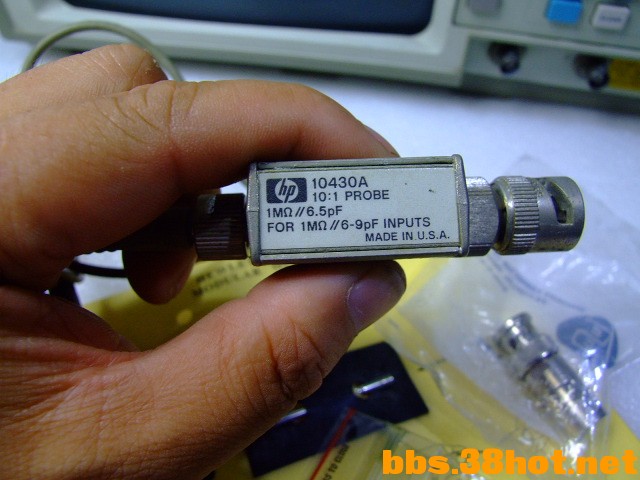 hp 10430A
10:1 PROBE
1MΩ//6.5pF
FOR 1MΩ//6-9pF INPUTS
MADE IN U.S.A.
bbs.38hot.net